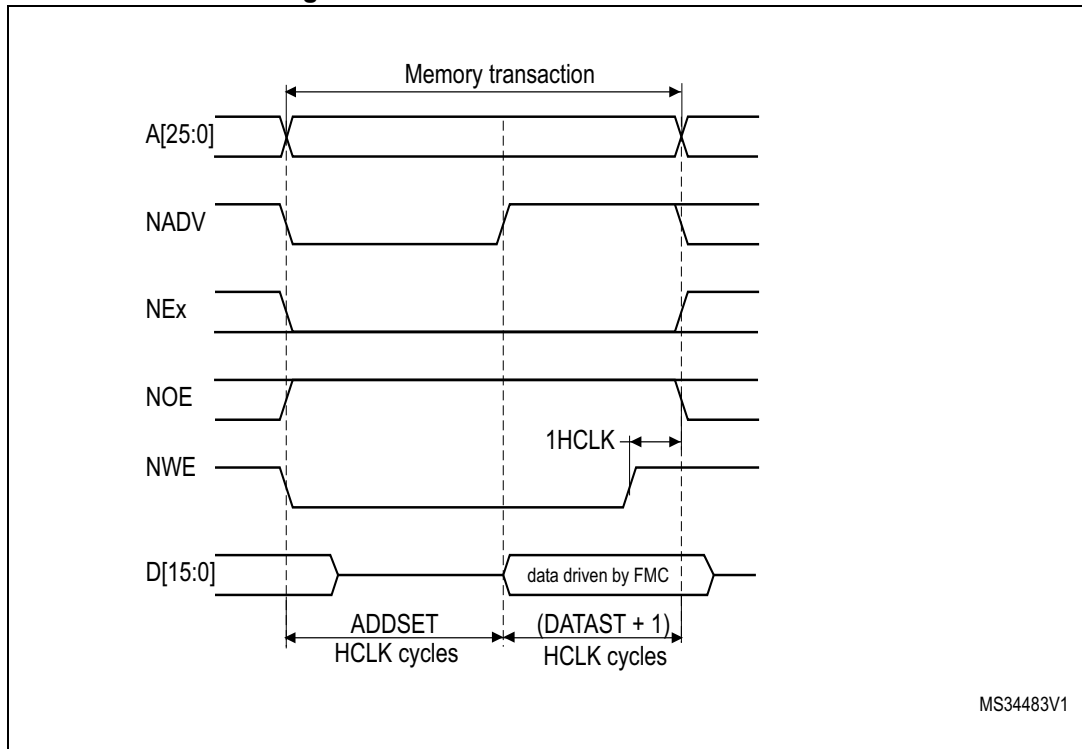 Memory transaction
A[25:0]
NADV
NEx
NOE
1HCLK
NWE
D[15:0]
data driven by FMC
ADDSET
HCLK cycles
(DATAST + 1)
HCLK cycles
MS34483V1